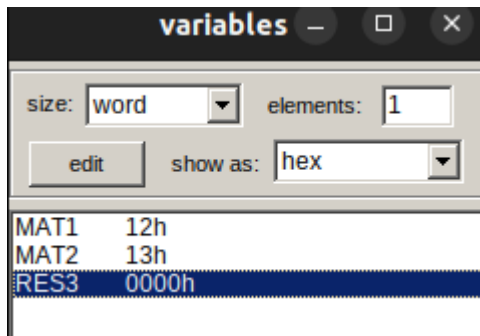 variables
size: word elements: 1
edit show as: hex
MAT1 12h
MAT2 13h
RES3 0000h